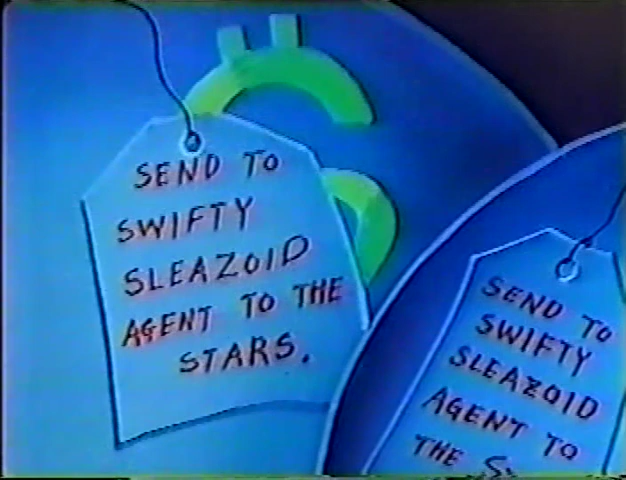 SEND TO
SWIFTY
SLEAZOID
AGENT TO THE
STARS.
SEND TO
SWIFTY
SLEAZOID
AGENT TO
THE